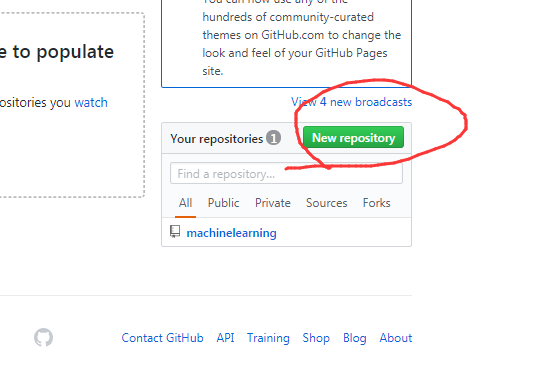 You can now use any of the
hundreds of community-curated
themes on GitHub.com to change the
look and feel of your GitHub Pages
site.
e to populate
ositories you watch
View 4 new broadcasts
Your repositories 1
New repository
Find a repository...
All Public Private Sources Forks
machinelearning
Contact GitHub API Training Shop Blog About